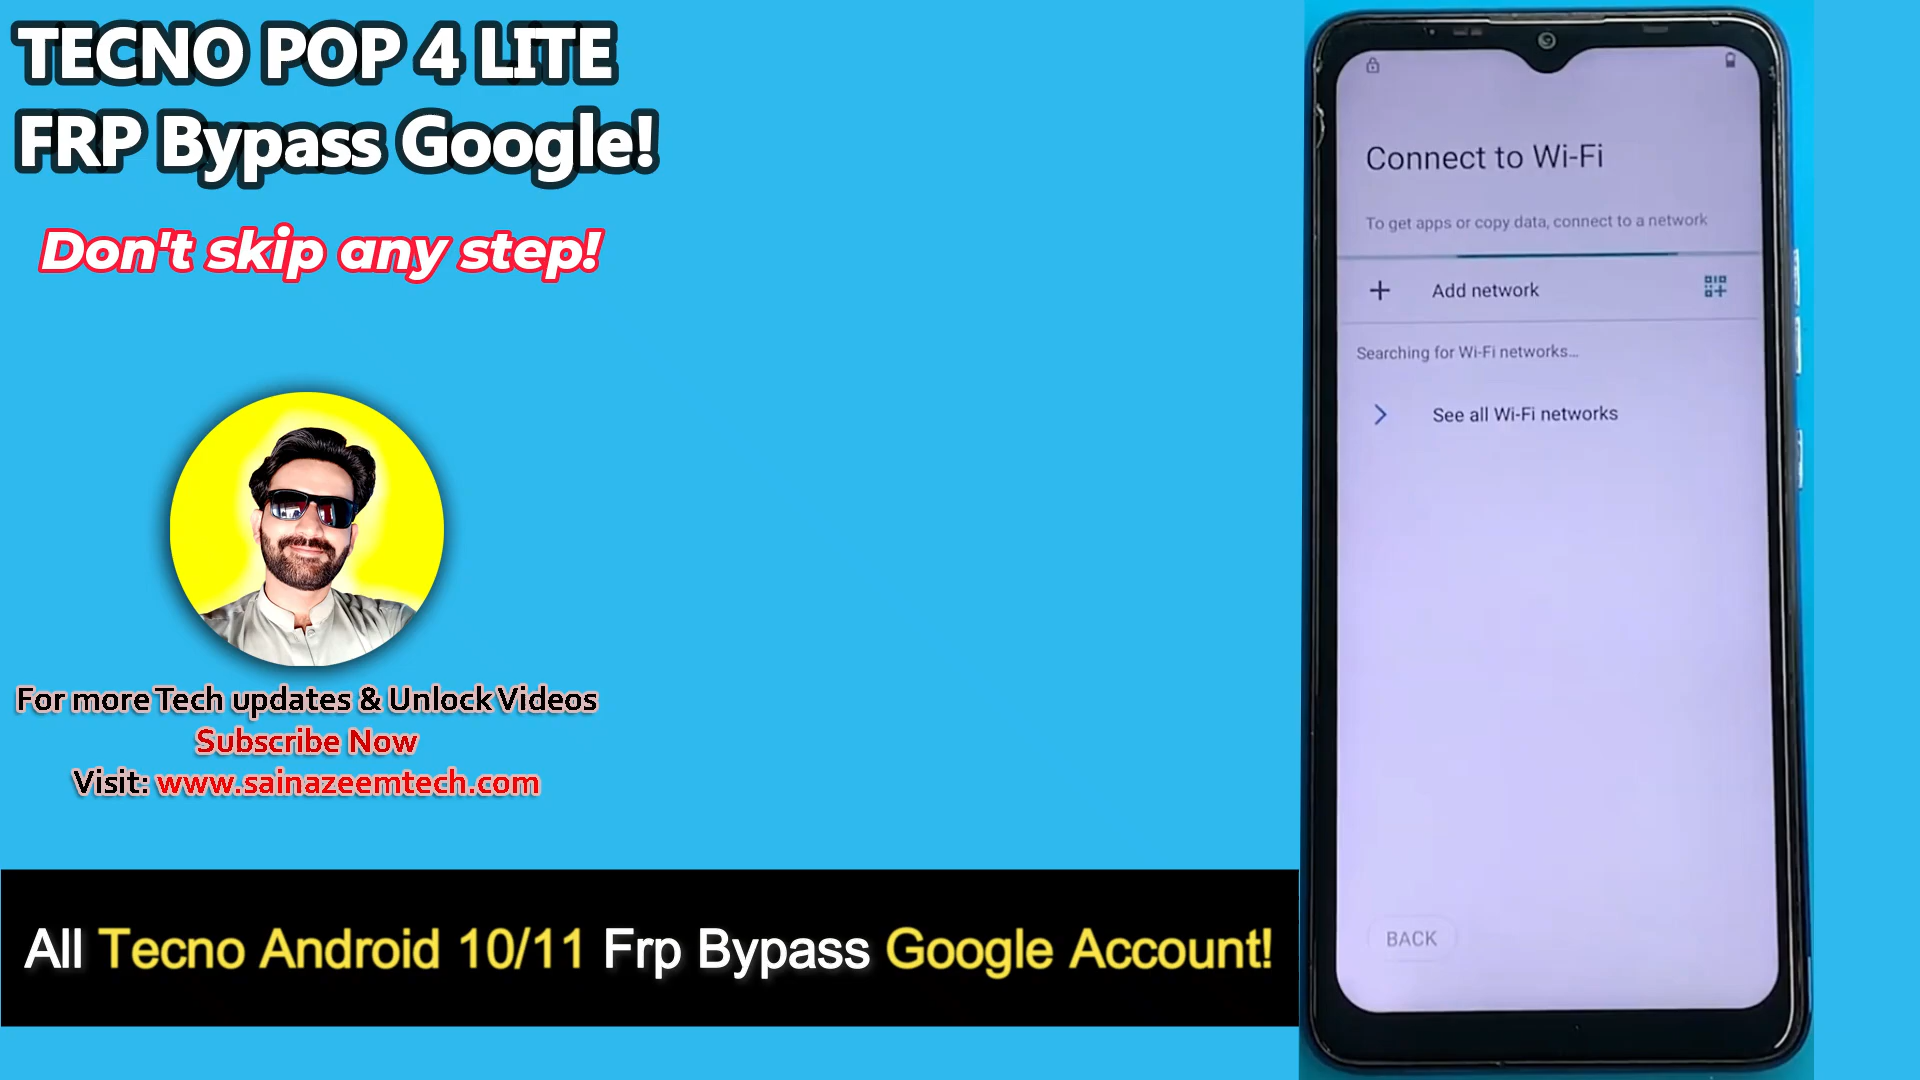 TECNO POP 4 LITE
FRP Bypass Google!
Don't skip any step!
For more Tech updates & Unlock Videos
Subscribe Now
Visit: www.sainazeemtech.com
All Tecno Android 10/11 Frp Bypass Google Account!
Connect to Wi-Fi
To get apps or copy data, connect to a network
Add network
Searching for Wi-Fi networks...
See all Wi-Fi networks
BACK